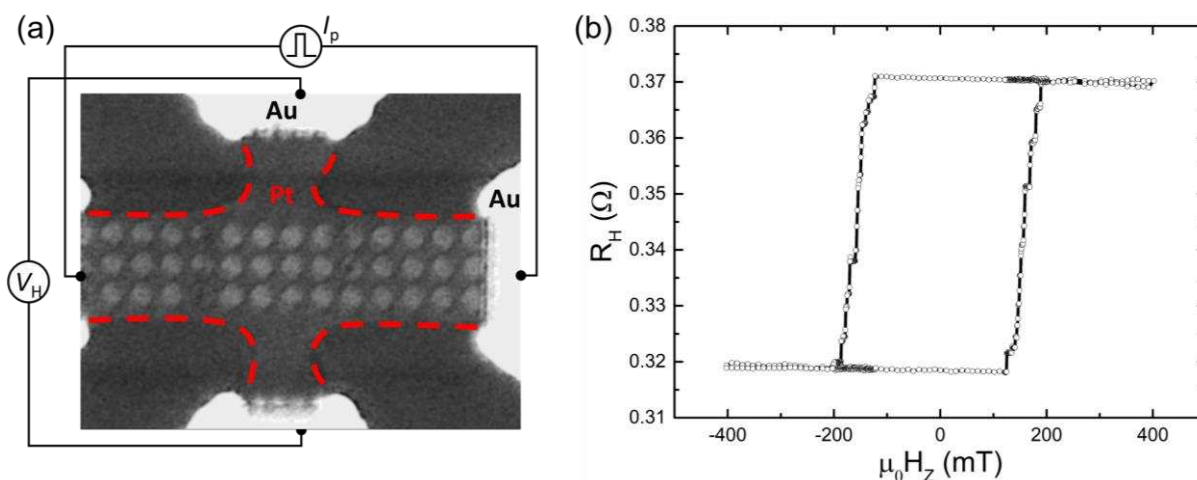 (a)
I_p
V_H
Au
Pt
Au
(b)
R_H (Ω)
0.38
0.37
0.36
0.35
0.34
0.33
0.32
0.31
-400 -200 0 200 400
μ₀H_Z (mT)